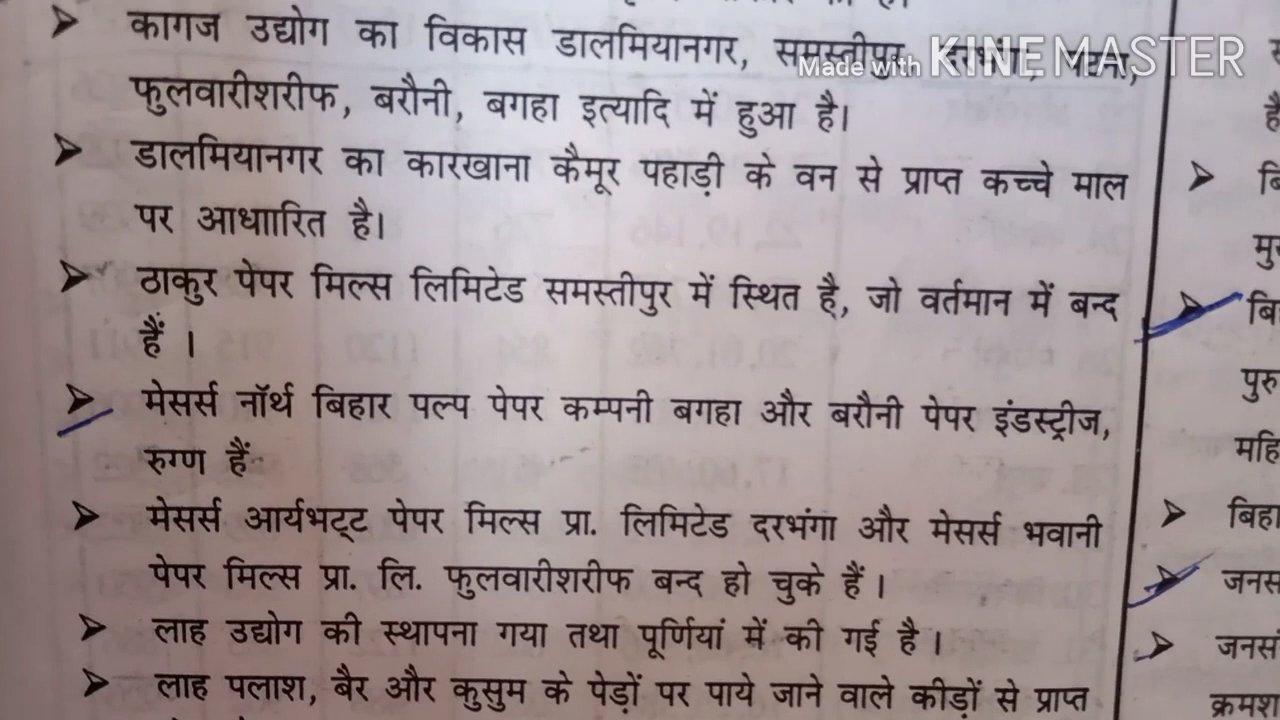 ➤ कागज उद्योग का विकास डालमियानगर, समस्तीपुर
Made with KINEMASTER
फुलवारीशरीफ, बरौनी, बगहा इत्यादि में हुआ है।
➤ डालमियानगर का कारखाना कैमूर पहाड़ी के वन से प्राप्त कच्चे माल
पर आधाारित है।
➤ ठाकुर पेपर मिल्स लिमिटेड समस्तीपुर में स्थित है, जो वर्तमान में बन्द
हैं ।
➤ मेसर्स नॉर्थ बिहार पल्प पेपर कम्पनी बगहा और बरौनी पेपर इंडस्ट्रीज,
रुग्ण हैं
➤ मेसर्स आर्यभट्‌ट पेपर मिल्स प्रा. लिमिटेड दरभंगा और मेसर्स भवानी
पेपर मिल्स प्रा. लि. फुलवारीशरीफ बन्द हो चुके हैं ।
➤ लाह उद्योग की स्थापना गया तथा पूर्णियां में की गई है ।
➤ लाह पलाश, बैर और कुसुम के पेड़ों पर पाये जाने वाले कीड़ों से प्राप्त